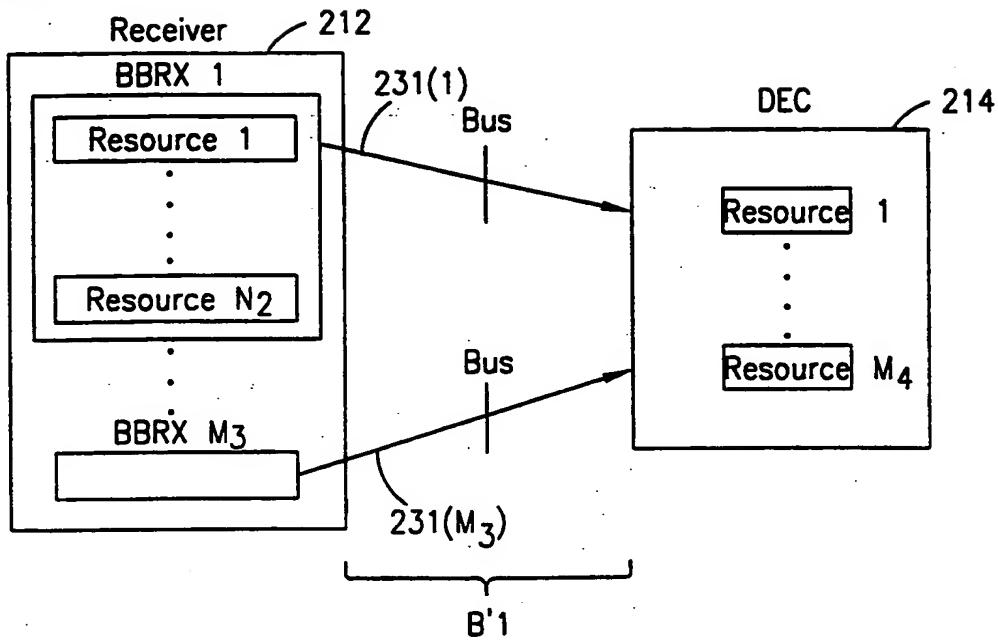 Receiver
212
BBRX 1
Resource 1
Resource N2
BBRX M3
231(1)
Bus
Bus
231(M3)
B'1
DEC
214
Resource 1
Resource M4